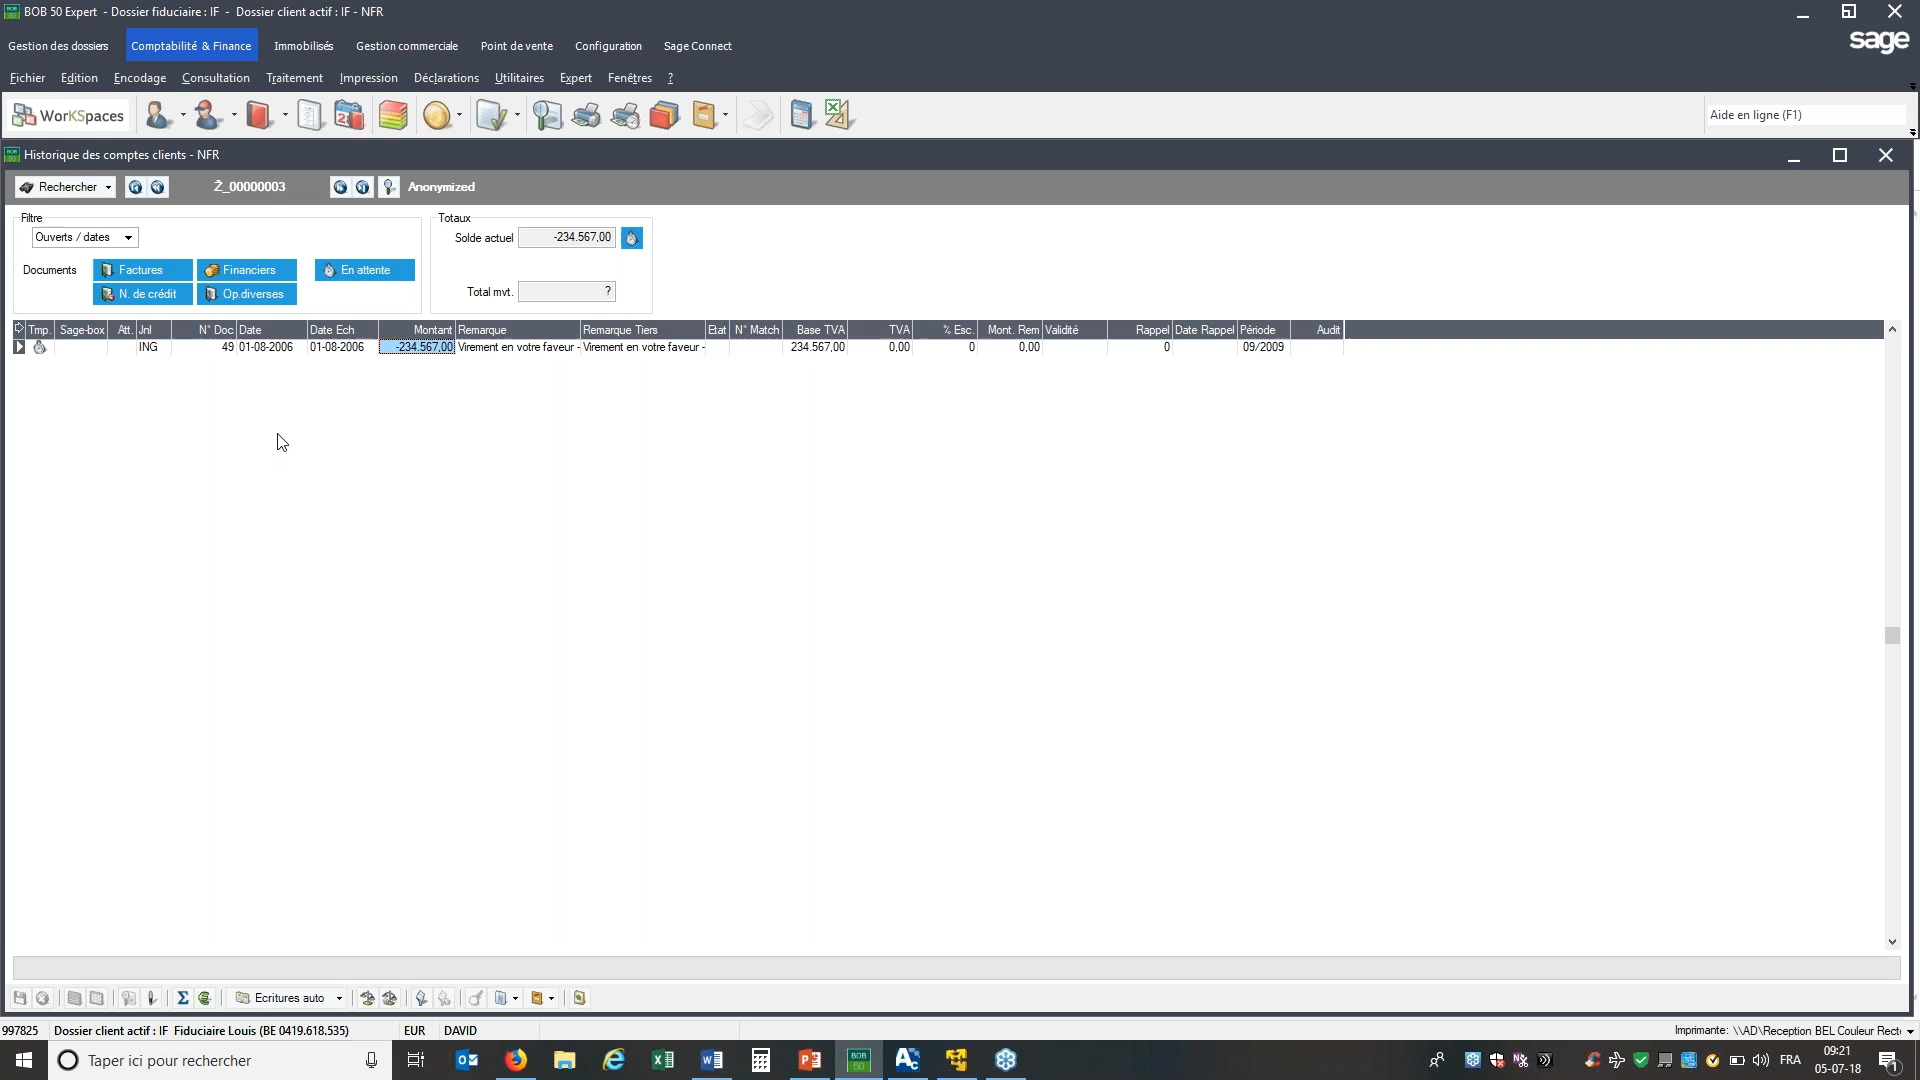 BOB 50 Expert - Dossier fiduciaire : IF - Dossier client actif : IF - NFR
Gestion des dossiers Comptabilité & Finance Immobilisés Gestion commerciale Point de vente Configuration Sage Connect
sage
Fichier Edition Encodage Consultation Traitement Impression Déclarations Utilitaires Expert Fenêtres ?
WorKSpaces
Aide en ligne (F1)
Historique des comptes clients - NFR
Rechercher Ž_00000003 Anonymized
Filtre Totaux
Ouverts / dates Solde actuel -234.567,00
Documents Factures Financiers En attente
N. de crédit Op.diverses Total mvt. ?
Tmp. Sage-box Att. Jnl N° Doc Date Date Ech Montant Remarque Remarque Tiers Etat N° Match Base TVA TVA % Esc. Mont. Rem Validité Rappel Date Rappel Période Audit
ING 49 01-08-2006 01-08-2006 -234.567,00 Virement en votre faveur - Virement en votre faveur - 234.567,00 0,00 0 0,00 0 09/2009
Ecritures auto
997825 Dossier client actif : IF Fiduciaire Louis (BE 0419.618.535) EUR DAVID Imprimante: \\AD\Reception BEL Couleur Rect
Taper ici pour rechercher
FRA
09:21
05-07-18